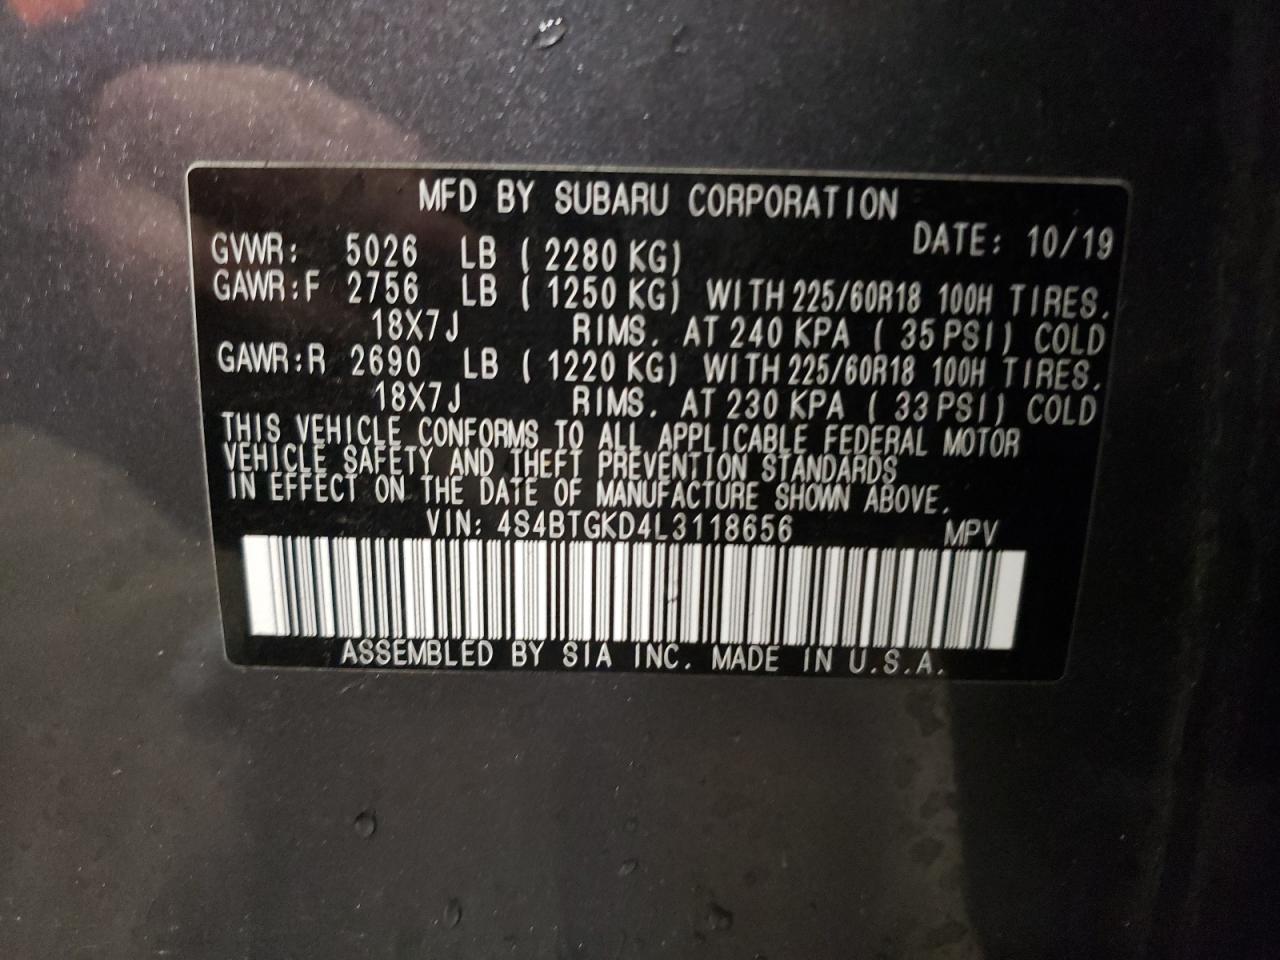 MFD BY SUBARU CORPORATION
GVWR: 5026 LB ( 2280 KG) DATE: 10/19
GAWR:F 2756 LB ( 1250 KG) WITH 225/60R18 100H TIRES.
18X7J RIMS. AT 240 KPA ( 35 PSI) COLD
GAWR:R 2690 LB ( 1220 KG) WITH 225/60R18 100H TIRES.
18X7J RIMS. AT 230 KPA ( 33 PSI) COLD
THIS VEHICLE CONFORMS TO ALL APPLICABLE FEDERAL MOTOR
VEHICLE SAFETY AND THEFT PREVENTION STANDARDS
IN EFFECT ON THE DATE OF MANUFACTURE SHOWN ABOVE.
VIN: 4S4BTGKD4L3118656 MPV
ASSEMBLED BY SIA INC. MADE IN U.S.A.